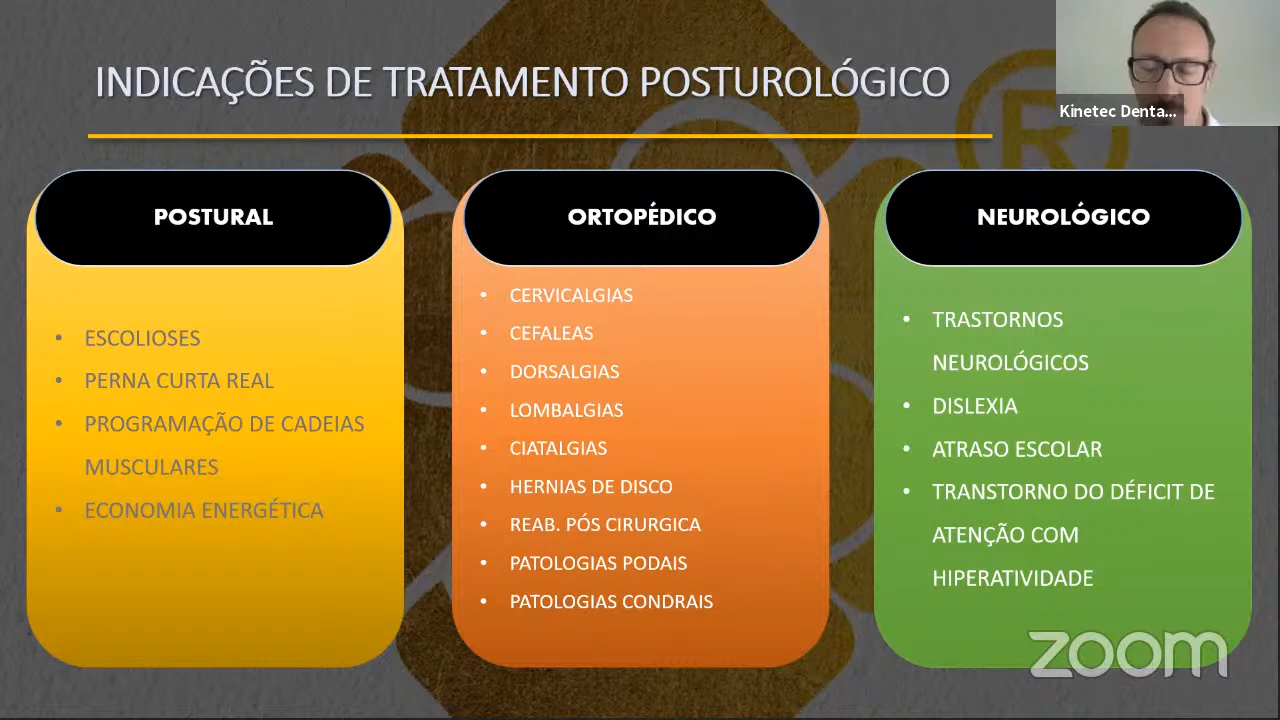 INDICAÇÕES DE TRATAMENTO POSTUROLÓGICO
Kinetec Denta...
®
POSTURAL
• ESCOLIOSES
• PERNA CURTA REAL
• PROGRAMAÇÃO DE CADEIAS
MUSCULARES
• ECONOMIA ENERGÉTICA
ORTOPÉDICO
• CERVICALGIAS
• CEFALEAS
• DORSALGIAS
• LOMBALGIAS
• CIATALGIAS
• HERNIAS DE DISCO
• REAB. PÓS CIRURGICA
• PATOLOGIAS PODAIS
• PATOLOGIAS CONDRAIS
NEUROLÓGICO
• TRASTORNOS
NEUROLÓGICOS
• DISLEXIA
• ATRASO ESCOLAR
• TRANSTORNO DO DÉFICIT DE
ATENÇÃO COM
HIPERATIVIDADE
zoom